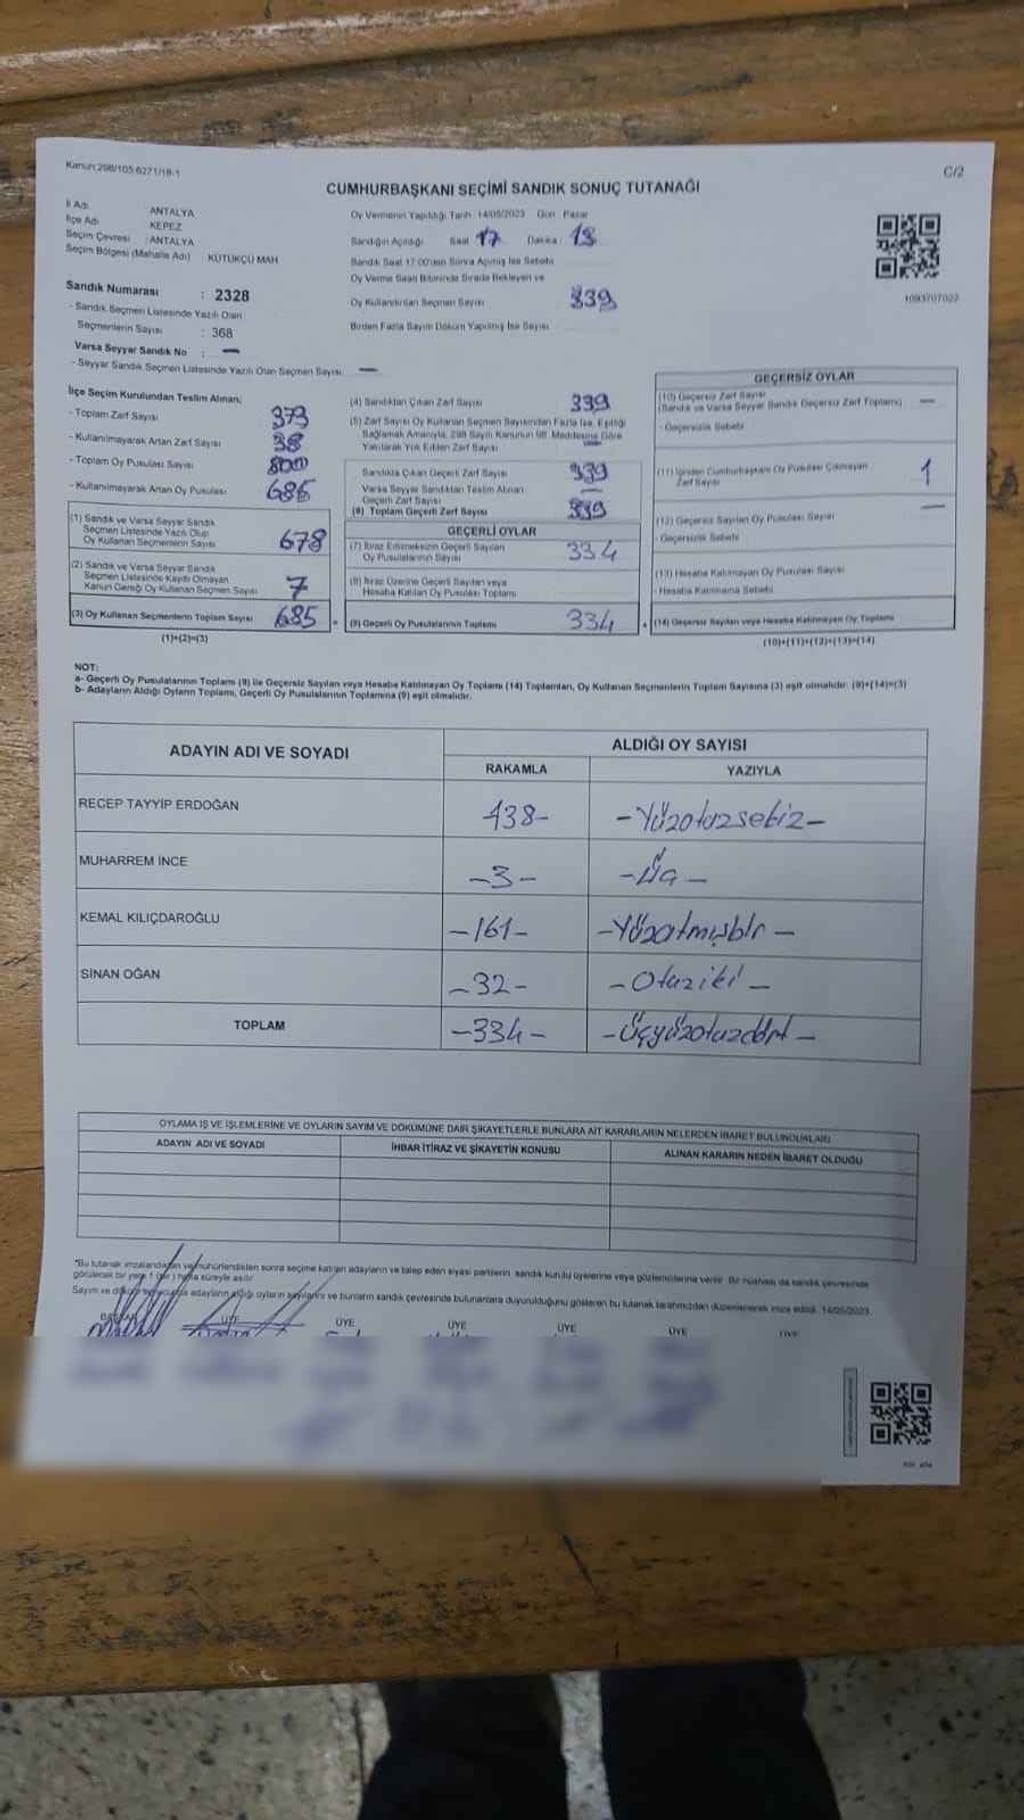 Kanun:298/105 6271/18-1
C/2
CUMHURBAŞKANI SEÇİMİ SANDIK SONUÇ TUTANAĞI
İl Adı ANTALYA
İlçe Adı KEPEZ
Seçim Çevresi : ANTALYA
Seçim Bölgesi (Mahalle Adı) : KÜTÜKÇÜ MAH
Sandık Numarası : 2328
- Sandık Seçmen Listesinde Yazılı Olan
Seçmenlerin Sayısı : 368
Varsa Seyyar Sandık No : —
- Seyyar Sandık Seçmen Listesinde Yazılı Olan Seçmen Sayısı —
Oy Vermenin Yapıldığı Tarih : 14/05/2023 Gün : Pazar
Sandığın Açıldığı Saat 17 Dakika : 13
Sandık Saat 17:00'den Sonra Açılmış İse Sebebi
Oy Verme Saati Bitiminde Sırada Bekleyen ve
Oy Kullandırılan Seçmen Sayısı 339
Birden Fazla Sayım Döküm Yapılmış İse Sayısı
1093707022
İlçe Seçim Kurulundan Teslim Alınan;
- Toplam Zarf Sayısı 373
- Kullanılmayarak Artan Zarf Sayısı 38
- Toplam Oy Pusulası Sayısı 800
- Kullanılmayarak Artan Oy Pusulası 686
(1) Sandık ve Varsa Seyyar Sandık
Seçmen Listesinde Yazılı Olup
Oy Kullanan Seçmenlerin Sayısı 678
(2) Sandık ve Varsa Seyyar Sandık
Seçmen Listesinde Kayıtlı Olmayan
Kanun Gereği Oy Kullanan Seçmen Sayısı 7
(3) Oy Kullanan Seçmenlerin Toplam Sayısı 685
(1)+(2)=(3)
(4) Sandıktan Çıkan Zarf Sayısı 339
(5) Zarf Sayısı Oy Kullanan Seçmen Sayısından Fazla İse, Eşitliği
Sağlamak Amacıyla, 298 Sayılı Kanunun 98. Maddesine Göre
Yakılarak Yok Edilen Zarf Sayısı —
Sandıkta Çıkan Geçerli Zarf Sayısı 339
Varsa Seyyar Sandıktan Teslim Alınan
Geçerli Zarf Sayısı —
(6) Toplam Geçerli Zarf Sayısı 339
GEÇERLİ OYLAR
(7) İtiraz Edilmeksizin Geçerli Sayılan
Oy Pusulalarının Sayısı 334
(8) İtiraz Üzerine Geçerli Sayılan veya
Hesaba Katılan Oy Pusulası Toplamı
(9) Geçerli Oy Pusulalarının Toplamı 334
GEÇERSİZ OYLAR
(10) Geçersiz Zarf Sayısı
(Sandık ve Varsa Seyyar Sandık Geçersiz Zarf Toplamı) —
- Geçersizlik Sebebi
(11) İçinden Cumhurbaşkanı Oy Pusulası Çıkmayan
Zarf Sayısı 1
(12) Geçersiz Sayılan Oy Pusulası Sayısı —
- Geçersizlik Sebebi
(13) Hesaba Katılmayan Oy Pusulası Sayısı
- Hesaba Katılmama Sebebi
(14) Geçersiz Sayılan veya Hesaba Katılmayan Oy Toplamı
(10)+(11)+(12)+(13)=(14)
NOT:
a- Geçerli Oy Pusulalarının Toplamı (9) ile Geçersiz Sayılan veya Hesaba Katılmayan Oy Toplamı (14) Toplamları, Oy Kullanan Seçmenlerin Toplam Sayısına (3) eşit olmalıdır. (9)+(14)=(3)
b- Adayların Aldığı Oyların Toplamı, Geçerli Oy Pusulalarının Toplamına (9) eşit olmalıdır.
ADAYIN ADI VE SOYADI ALDIĞI OY SAYISI
RAKAMLA YAZIYLA
RECEP TAYYİP ERDOĞAN 138- -Yüzotuzsekiz-
MUHARREM İNCE -3- -Üç-
KEMAL KILIÇDAROĞLU -161- -Yüzatmışbir-
SİNAN OĞAN -32- -Otuziki-
TOPLAM -334- -Üçyüzotuzdört-
OYLAMA İŞ VE İŞLEMLERİNE VE OYLARIN SAYIM VE DÖKÜMÜNE DAİR ŞİKAYETLERLE BUNLARA AİT KARARLARIN NELERDEN İBARET BULUNDUKLARI
ADAYIN ADI VE SOYADI İHBAR İTİRAZ VE ŞİKAYETİN KONUSU ALINAN KARARIN NEDEN İBARET OLDUĞU
"Bu tutanak imzalandıktan ve mühürlendikten sonra seçime katılan adayların ve talep eden siyasi partilerin sandık kurulu üyelerine veya gözlemcilerine verilir. Bir nüshası da sandık çevresinde
görülecek bir yere 1 (bir) hafta süreyle asılır.
Sayım ve döküm sonucunda adayların aldığı oyların sayılarını ve bunların sandık çevresinde bulunanlara duyurulduğunu gösteren bu tutanak tarafımızdan düzenlenerek imza edildi. 14/05/2023
BAŞKAN ÜYE ÜYE ÜYE ÜYE ÜYE ÜYE